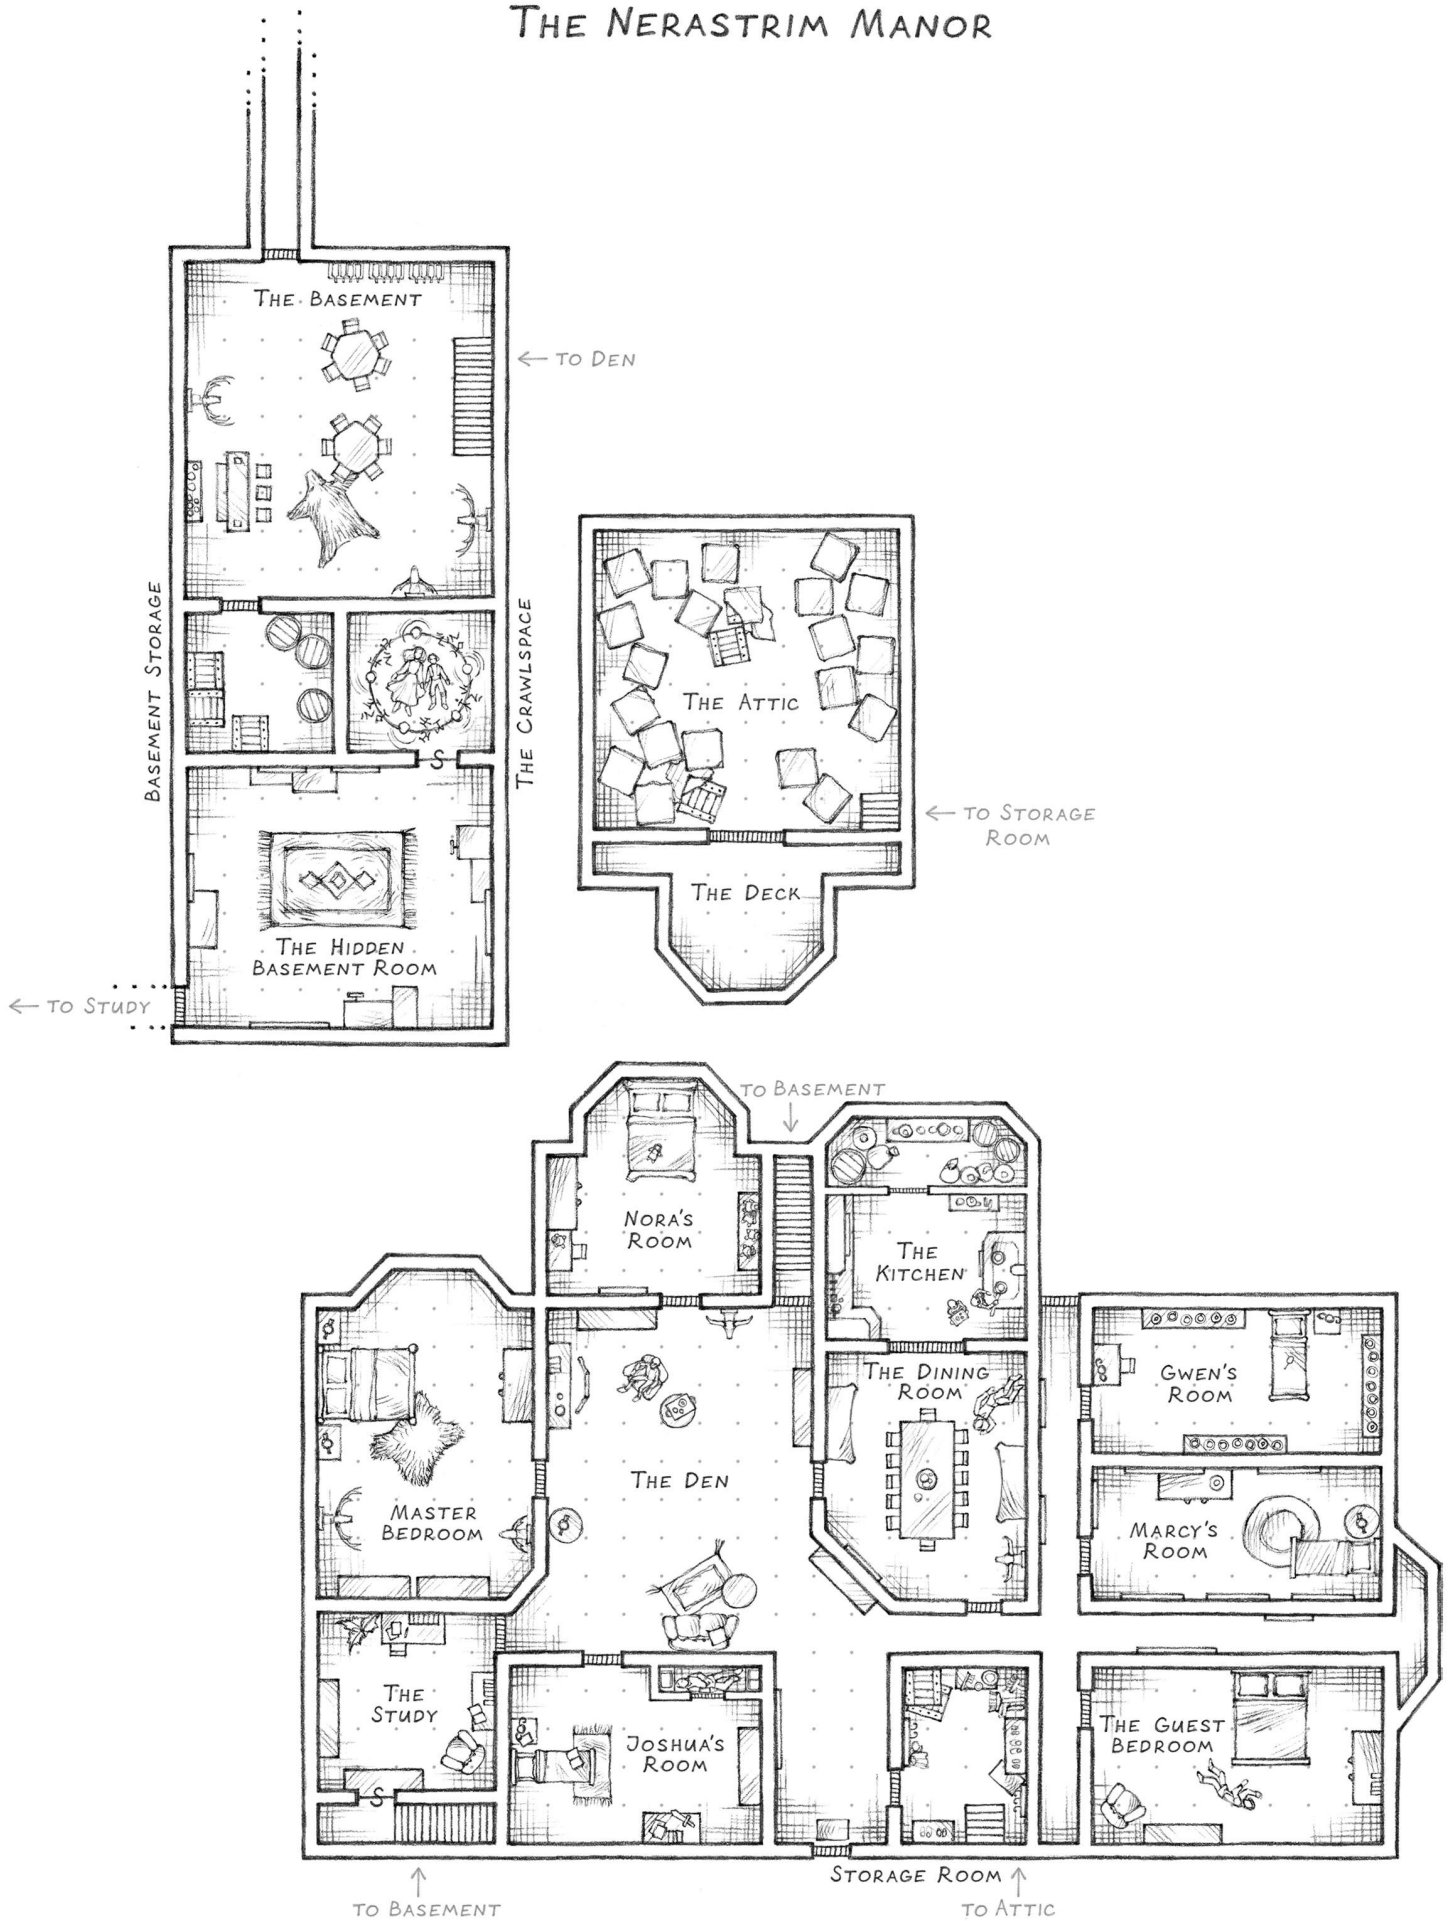 THE NERASTRIM MANOR
THE BASEMENT
← TO DEN
BASEMENT STORAGE
THE CRAWLSPACE
S
THE ATTIC
← TO STORAGE
ROOM
THE DECK
THE HIDDEN
BASEMENT ROOM
← TO STUDY
TO BASEMENT
↓
NORA'S
ROOM
THE
KITCHEN
THE DINING
ROOM
GWEN'S
ROOM
THE DEN
MASTER
BEDROOM
MARCY'S
ROOM
THE
STUDY
JOSHUA'S
ROOM
THE GUEST
BEDROOM
S
STORAGE ROOM
↑
TO BASEMENT
↑
TO ATTIC